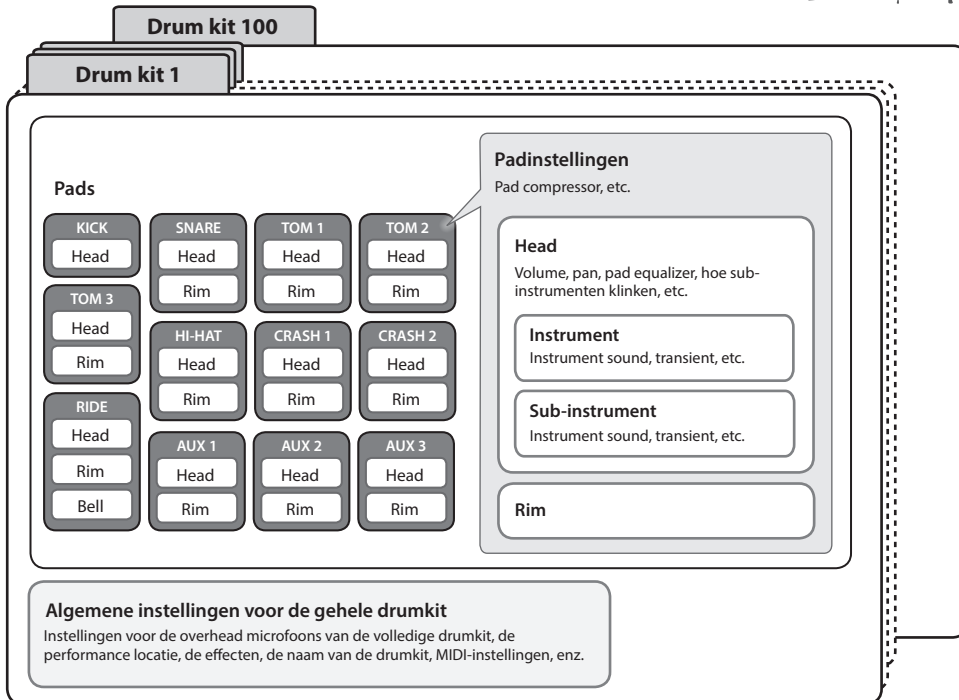 Drum kit 100
Drum kit 1
Pads
KICK
Head
SNARE
Head
Rim
TOM 1
Head
Rim
TOM 2
Head
Rim
TOM 3
Head
Rim
HI-HAT
Head
Rim
CRASH 1
Head
Rim
CRASH 2
Head
Rim
RIDE
Head
Rim
Bell
AUX 1
Head
Rim
AUX 2
Head
Rim
AUX 3
Head
Rim
Padinstellingen
Pad compressor, etc.
Head
Volume, pan, pad equalizer, hoe sub-
instrumenten klinken, etc.
Instrument
Instrument sound, transient, etc.
Sub-instrument
Instrument sound, transient, etc.
Rim
Algemene instellingen voor de gehele drumkit
Instellingen voor de overhead microfoons van de volledige drumkit, de
performance locatie, de effecten, de naam van de drumkit, MIDI-instellingen, enz.